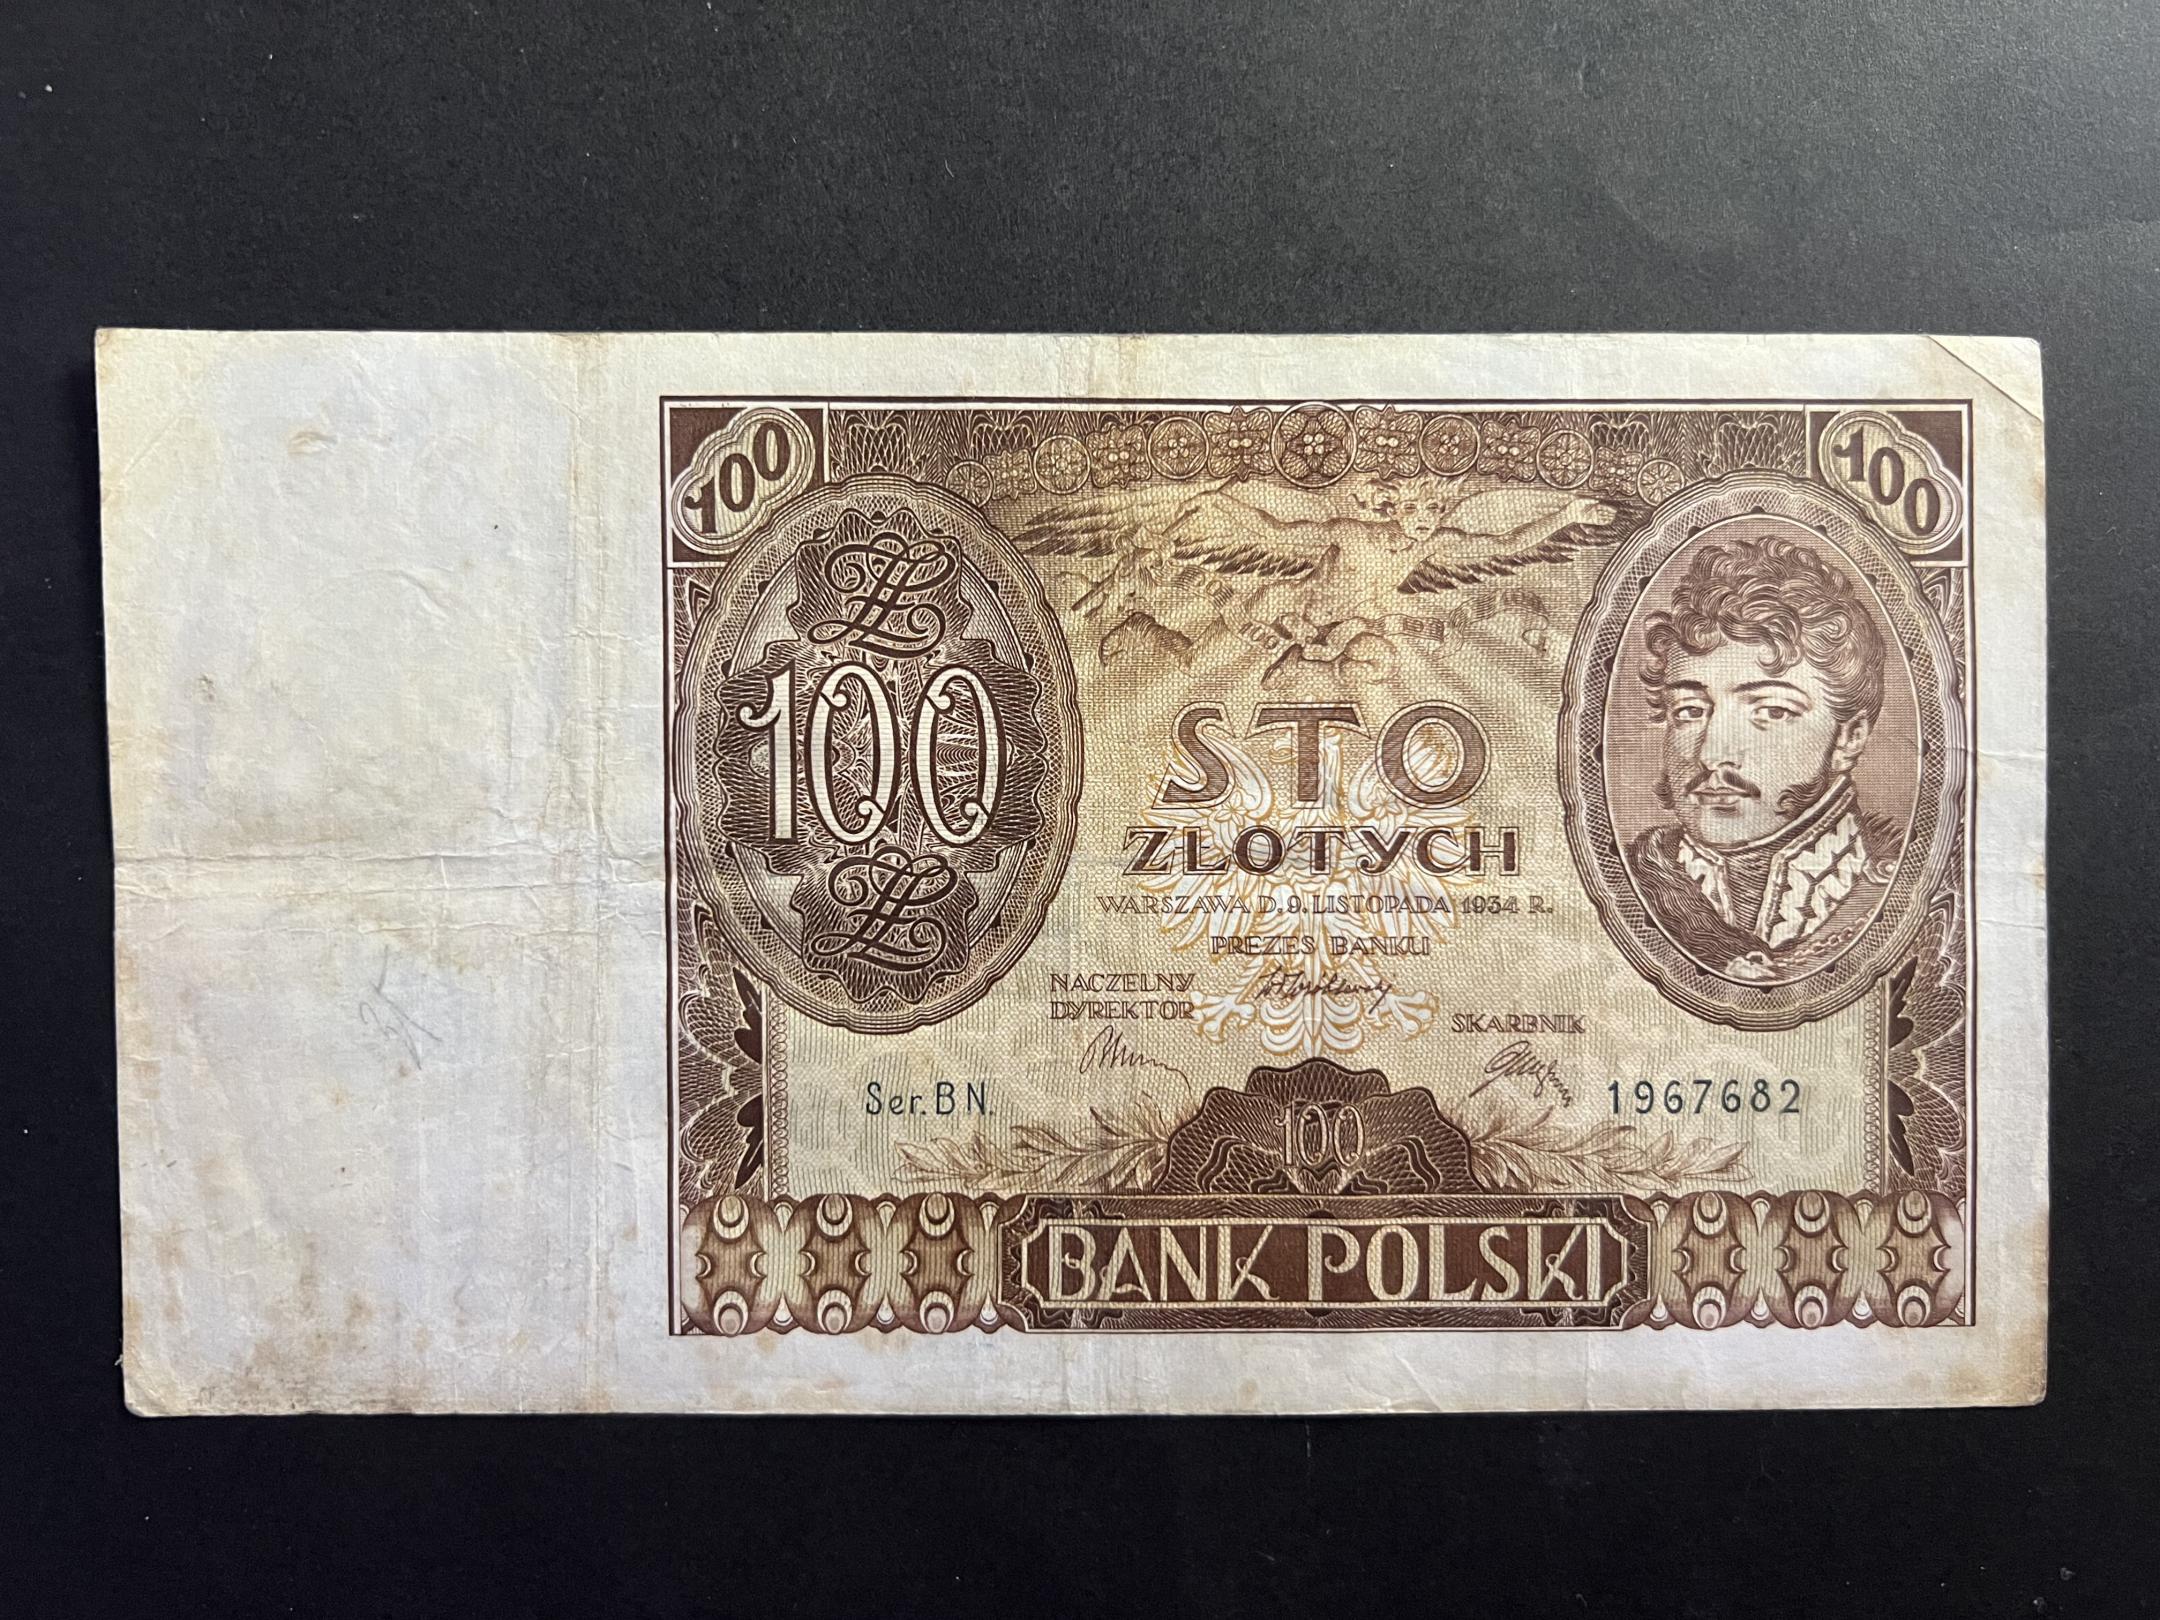 100
100
100
STO
ZŁOTYCH
WARSZAWA D. 9. LISTOPADA 1934 R.
PREZES BANKU
NACZELNY
DYREKTOR
SKARBNIK
Ser. B N.
1967682
100
BANK POLSKI